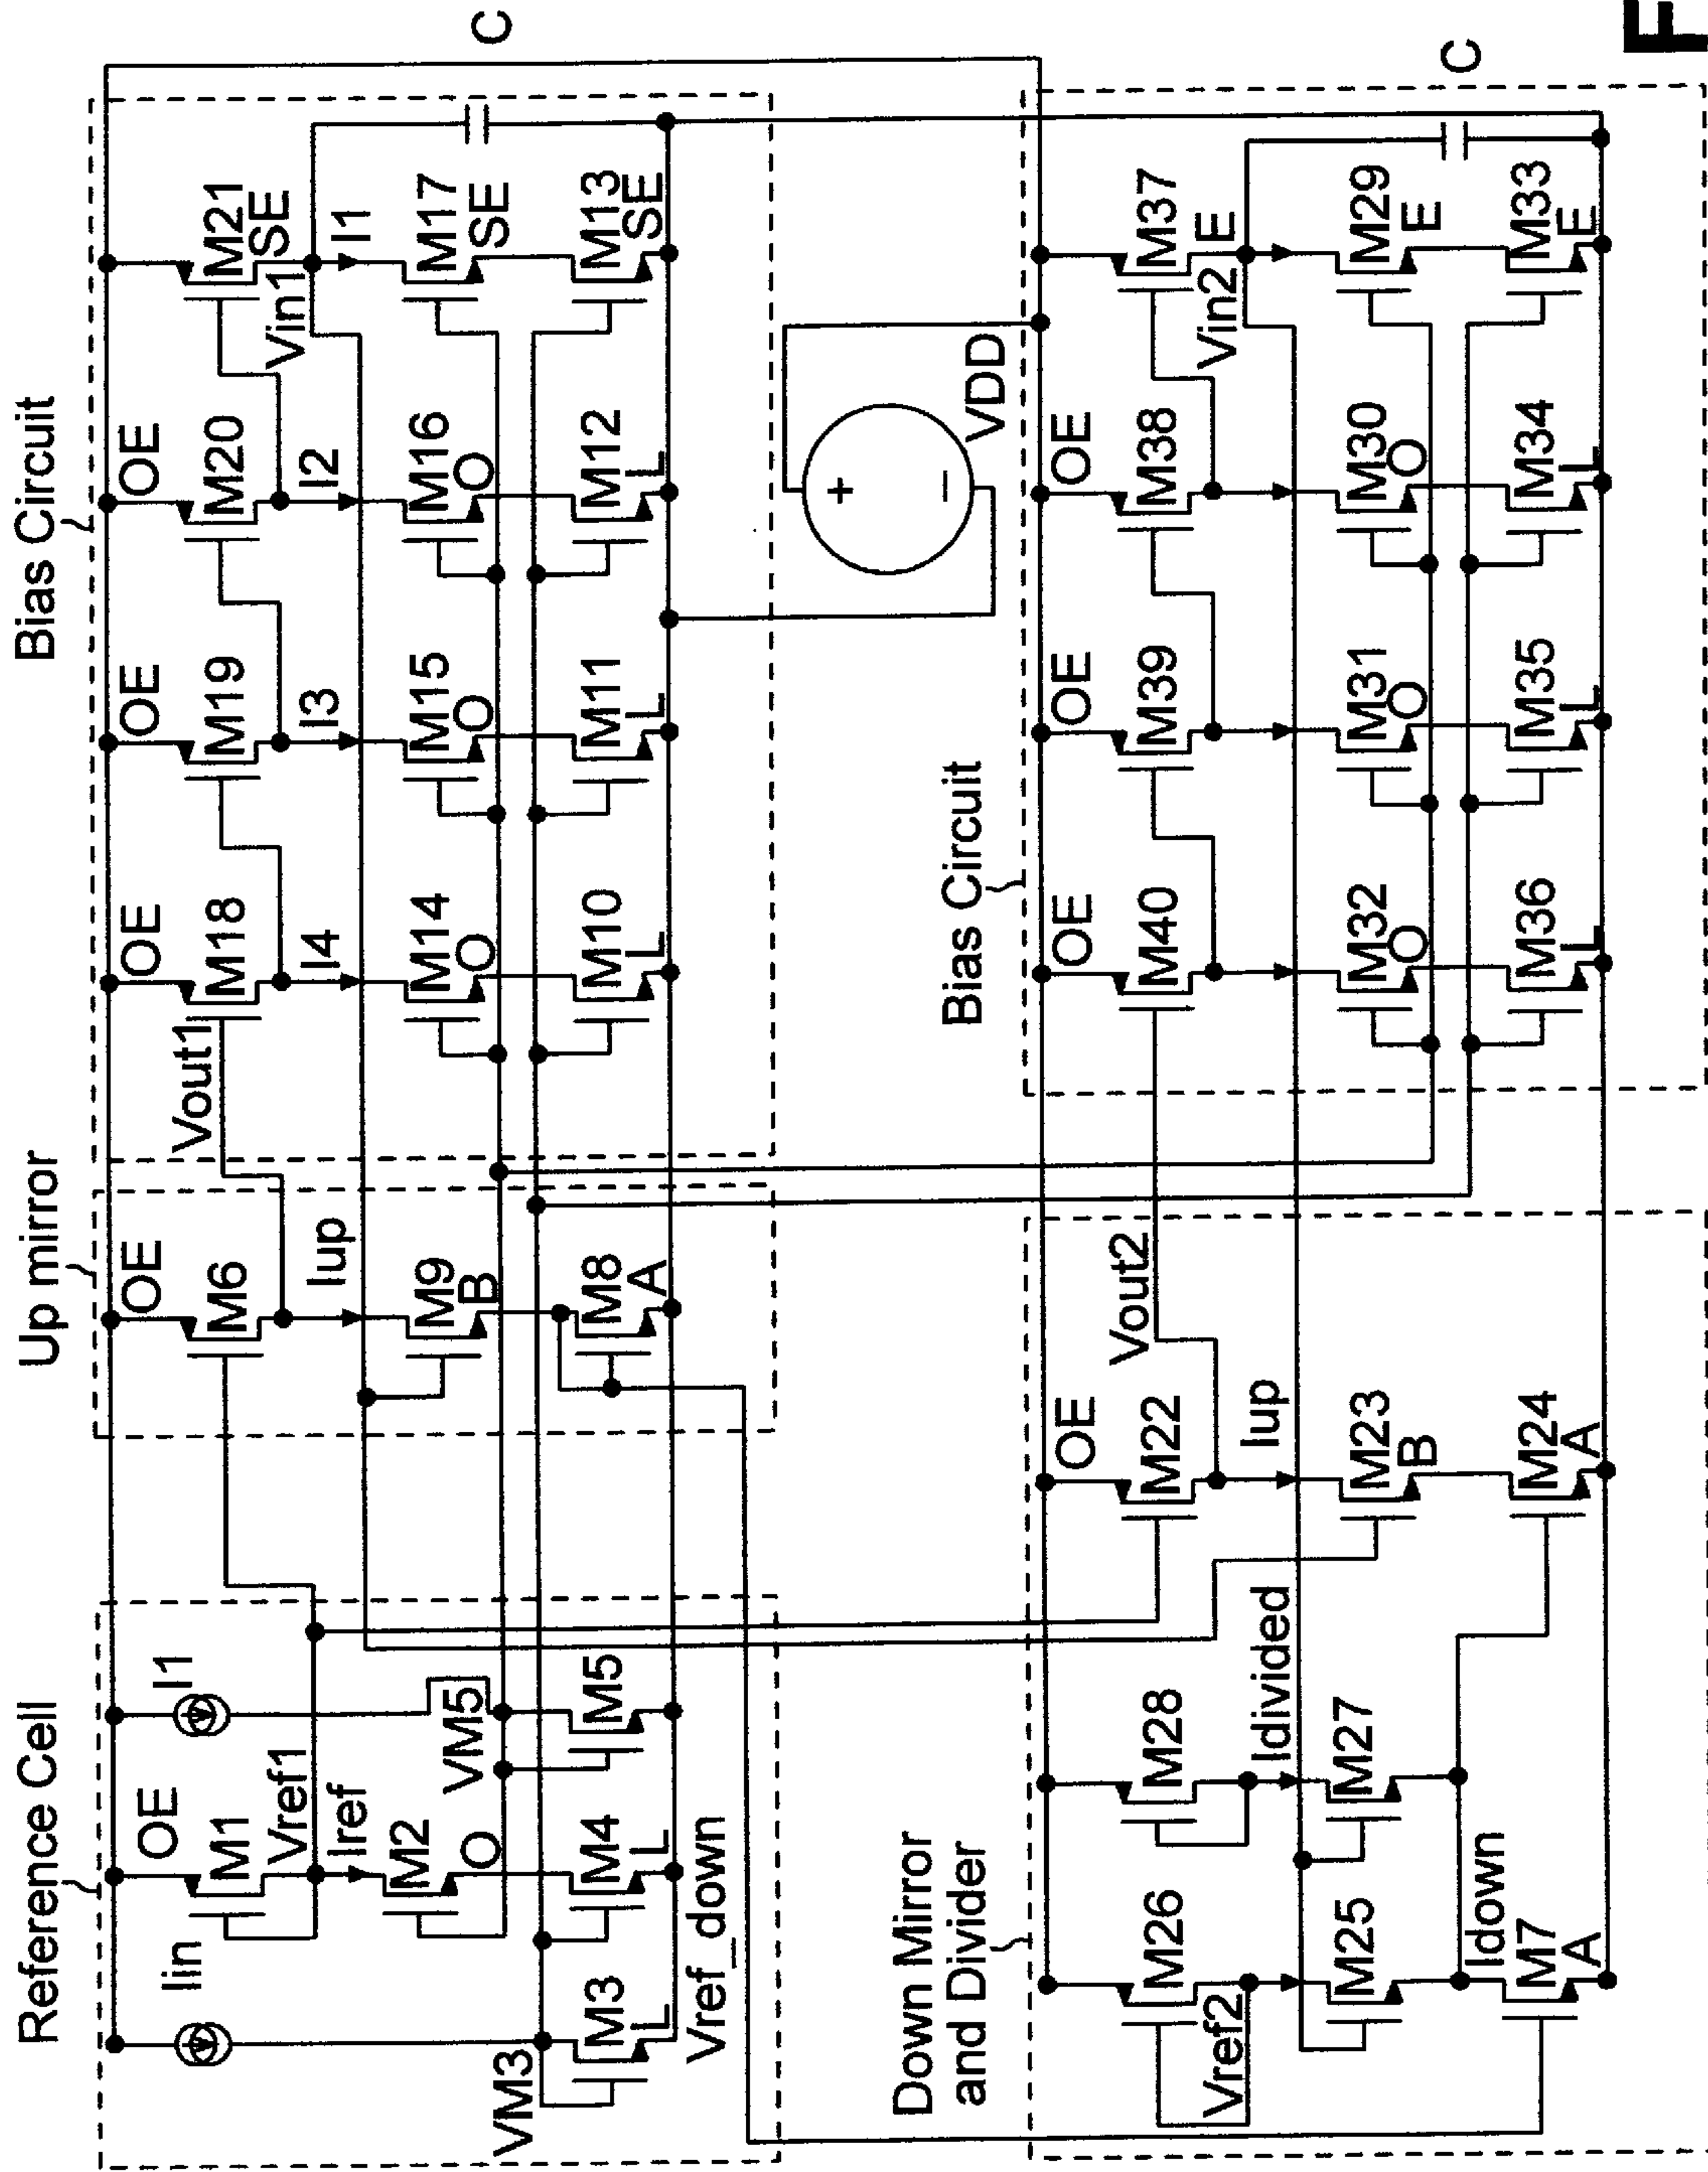 Reference Cell
Up mirror
Bias Circuit
Iin
OE
M1
Vref1
Iref
M2
O
I1
VM5
M5
M4
L
VM3
M3
L
Vref_down
OE
M6
Iup
M9
B
M8
A
Vout1
OE
M18
I4
M14
O
M10
L
OE
M19
I3
M15
O
M11
L
OE
M20
I2
M16
O
M12
L
M21
SE
Vin1
I1
M17
SE
M13
SE
C
+
−
VDD
Down Mirror
and Divider
Bias Circuit
M26
Vref2
M25
Idown
M7
A
M28
Idivided
M27
OE
M22
Iup
M23
B
M24
A
Vout2
OE
M40
M32
O
M36
L
OE
M39
M31
O
M35
L
OE
M38
M30
O
M34
L
M37
E
Vin2
M29
E
M33
E
C
F